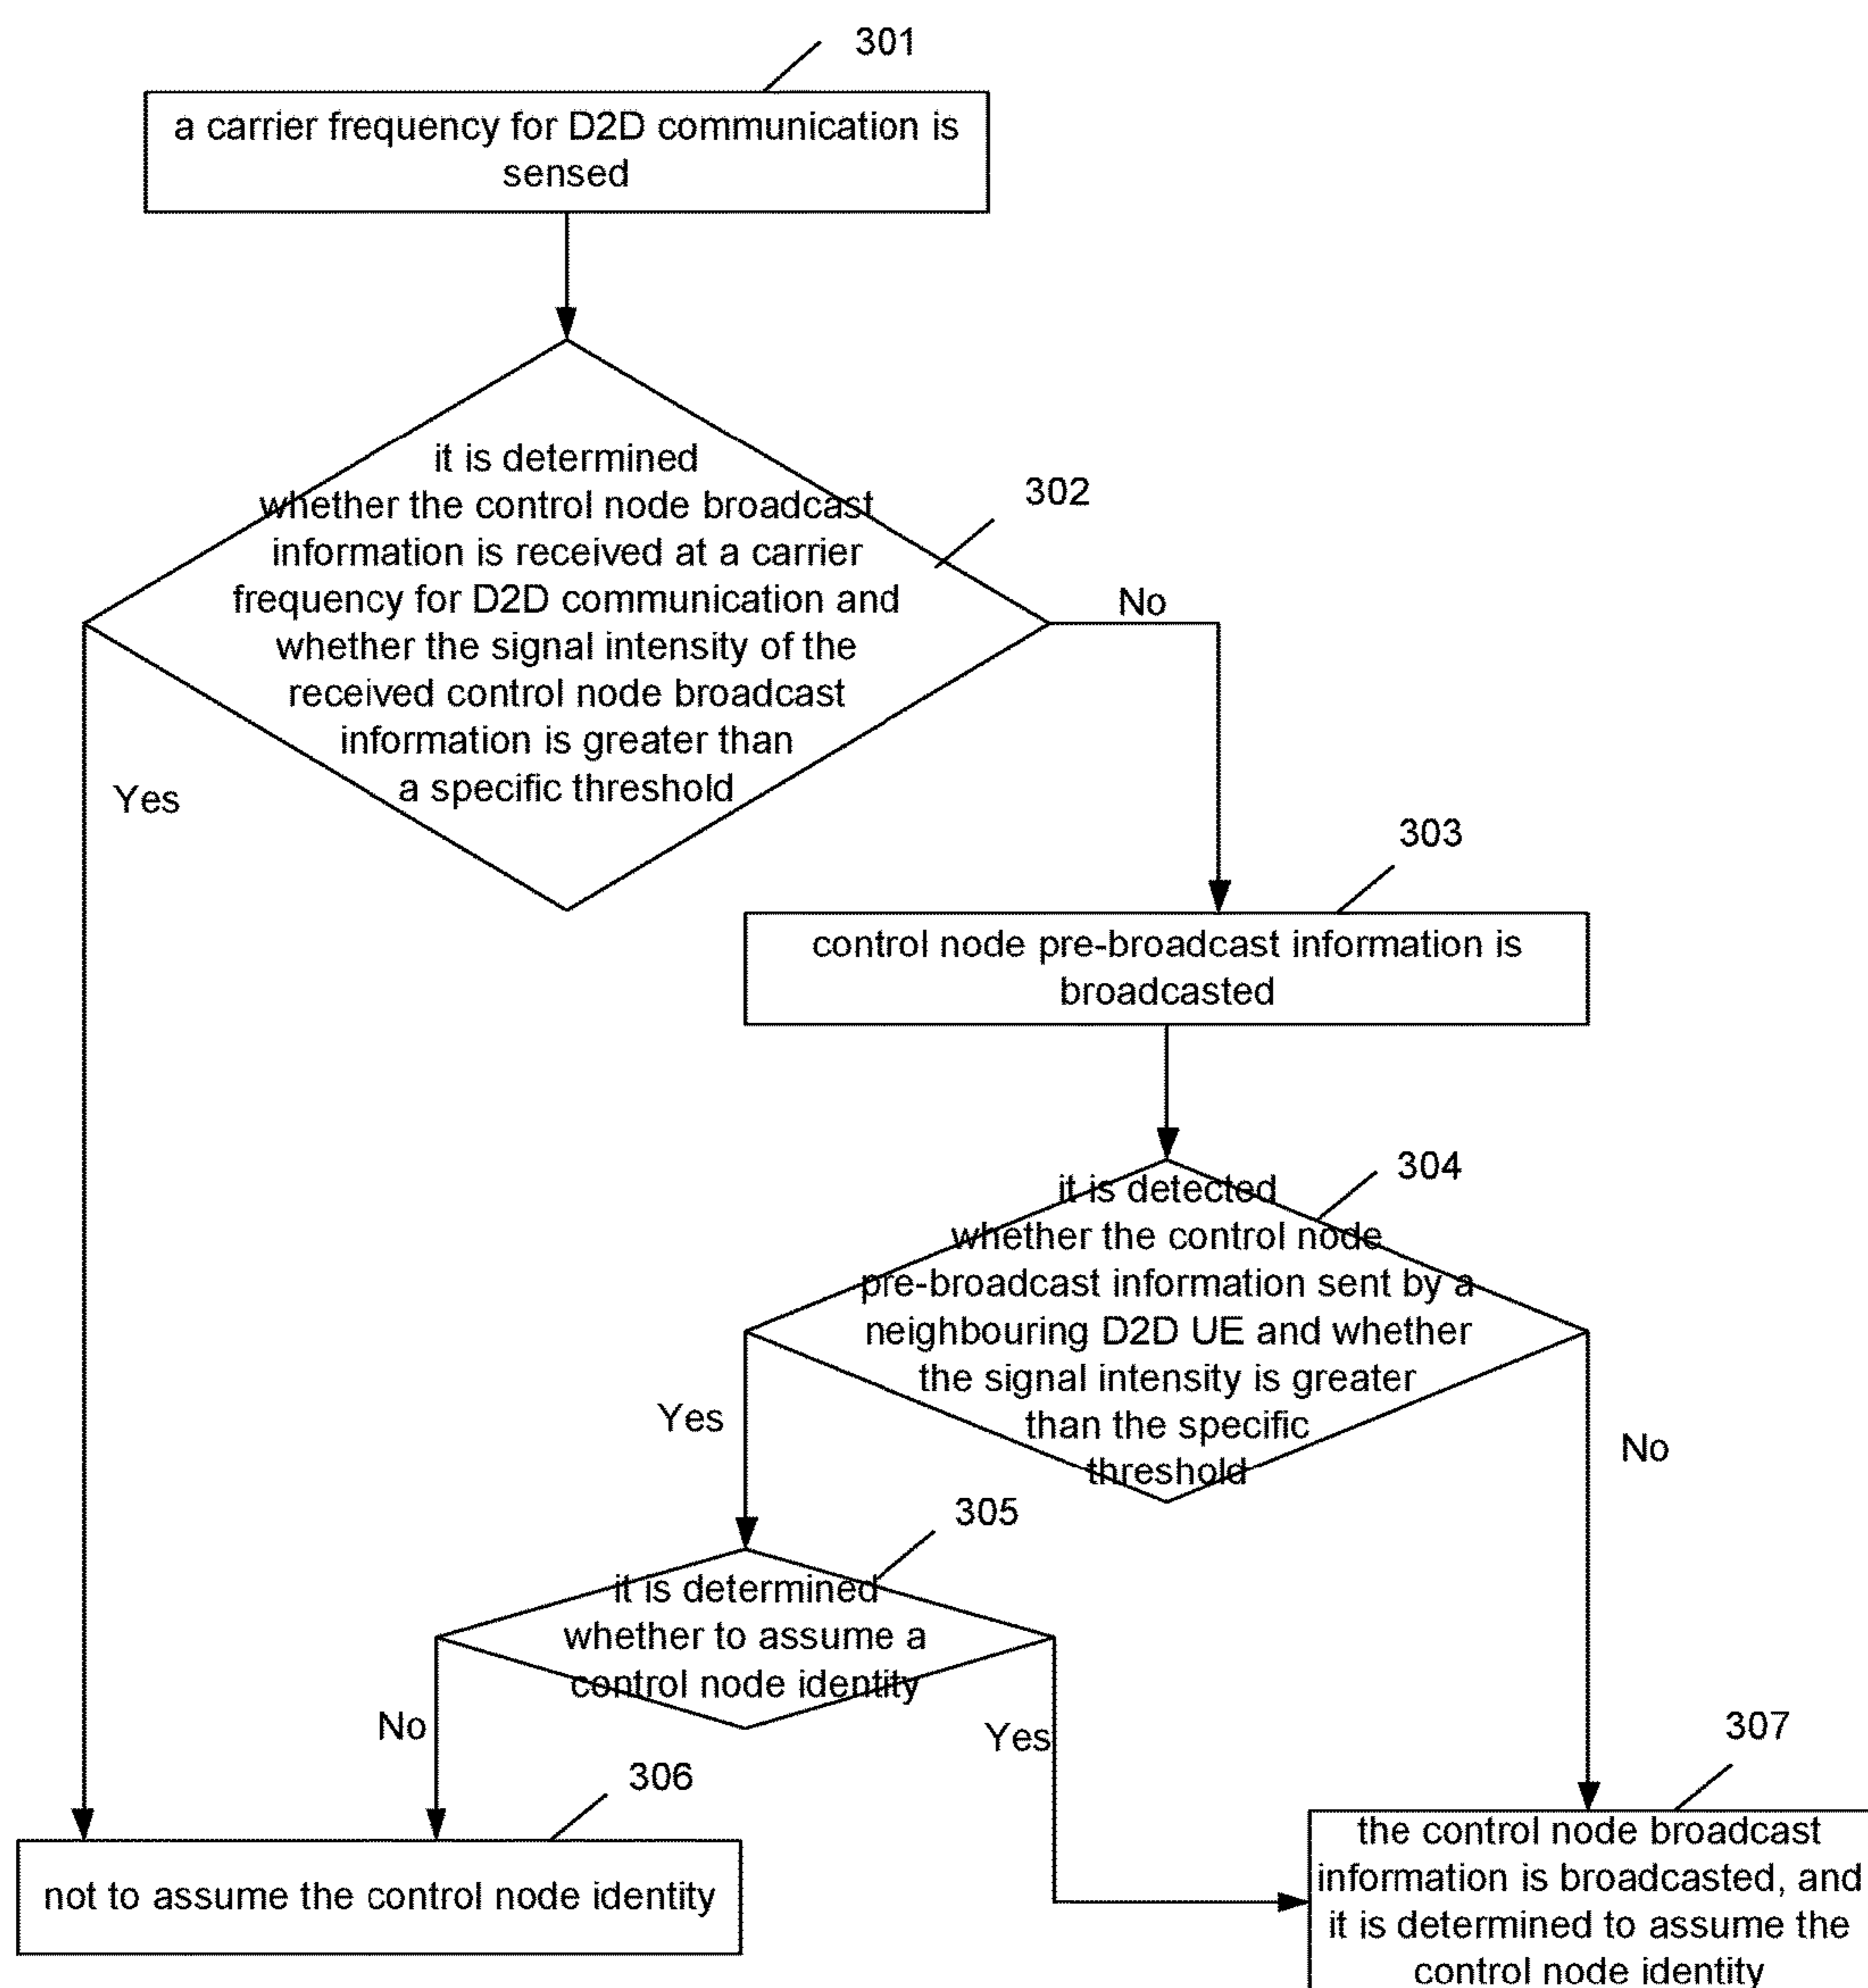 301
a carrier frequency for D2D communication is
sensed
it is determined
whether the control node broadcast
information is received at a carrier
frequency for D2D communication and
whether the signal intensity of the
received control node broadcast
information is greater than
a specific threshold
302
No
Yes
303
control node pre-broadcast information is
broadcasted
304
it is detected
whether the control node
pre-broadcast information sent by a
neighbouring D2D UE and whether
the signal intensity is greater
than the specific
threshold
Yes
No
305
it is determined
whether to assume a
control node identity
No
Yes
306
not to assume the control node identity
307
the control node broadcast
information is broadcasted, and
it is determined to assume the
control node identity